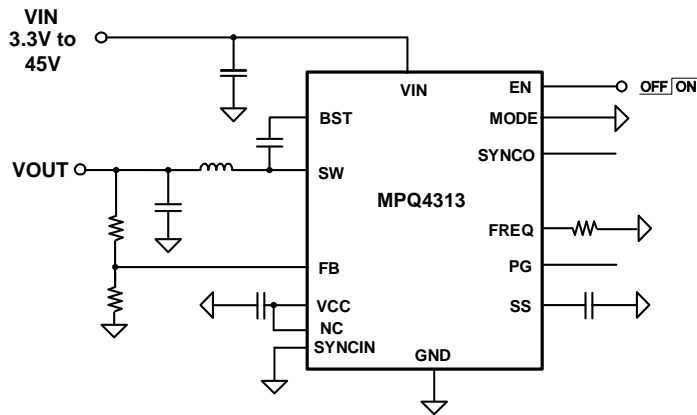 VIN
3.3V to
45V
VIN
EN
OFF ON
BST
MODE
SYNCO
VOUT
SW
MPQ4313
FREQ
FB
PG
VCC
SS
NC
SYNCIN
GND